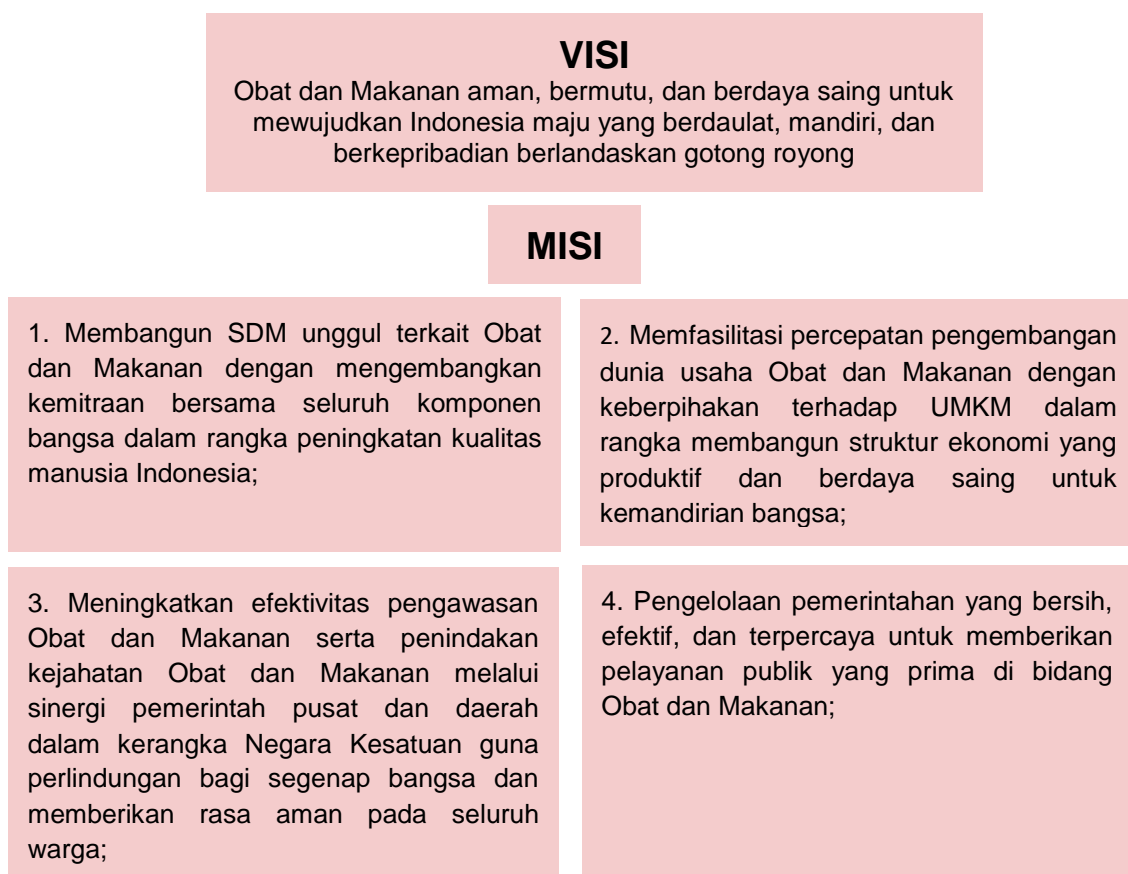 VISI
Obat dan Makanan aman, bermutu, dan berdaya saing untuk
mewujudkan Indonesia maju yang berdaulat, mandiri, dan
berkepribadian berlandaskan gotong royong
MISI
1. Membangun SDM unggul terkait Obat
dan Makanan dengan mengembangkan
kemitraan bersama seluruh komponen
bangsa dalam rangka peningkatan kualitas
manusia Indonesia;
2. Memfasilitasi percepatan pengembangan
dunia usaha Obat dan Makanan dengan
keberpihakan terhadap UMKM dalam
rangka membangun struktur ekonomi yang
produktif dan berdaya saing untuk
kemandirian bangsa;
3. Meningkatkan efektivitas pengawasan
Obat dan Makanan serta penindakan
kejahatan Obat dan Makanan melalui
sinergi pemerintah pusat dan daerah
dalam kerangka Negara Kesatuan guna
perlindungan bagi segenap bangsa dan
memberikan rasa aman pada seluruh
warga;
4. Pengelolaan pemerintahan yang bersih,
efektif, dan terpercaya untuk memberikan
pelayanan publik yang prima di bidang
Obat dan Makanan;